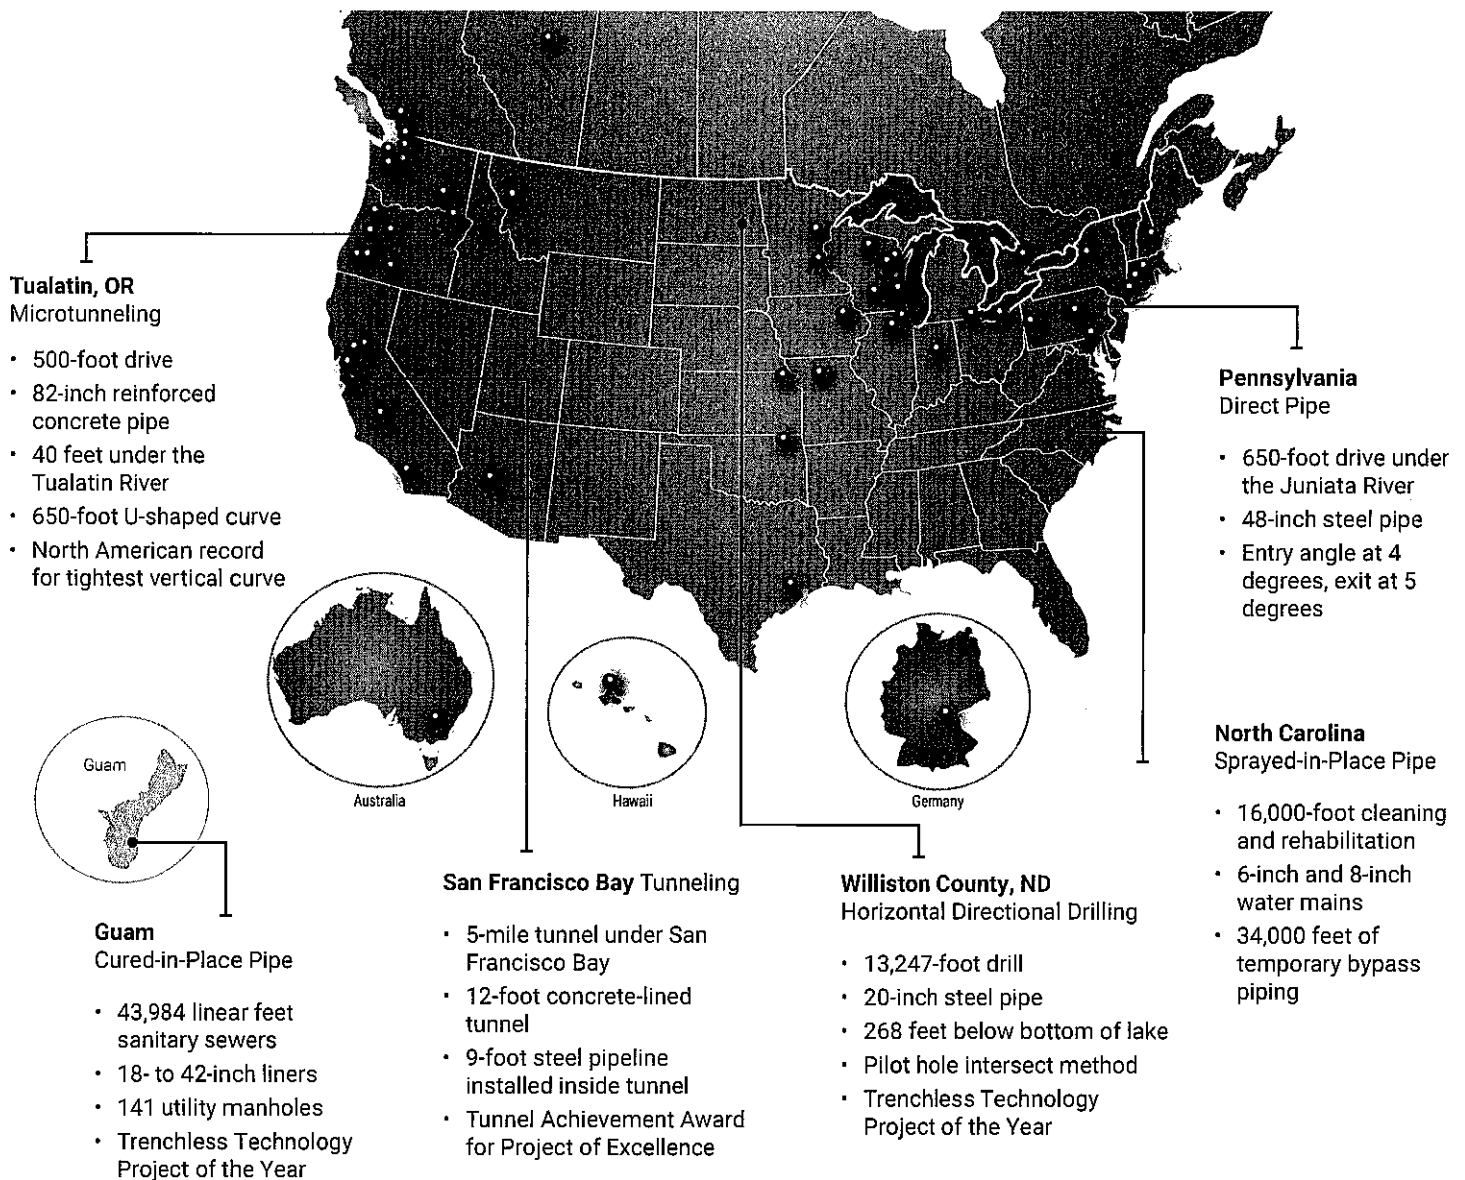 Tualatin, OR
Microtunneling
• 500-foot drive
• 82-inch reinforced
concrete pipe
• 40 feet under the
Tualatin River
• 650-foot U-shaped curve
• North American record
for tightest vertical curve
Pennsylvania
Direct Pipe
• 650-foot drive under
the Juniata River
• 48-inch steel pipe
• Entry angle at 4
degrees, exit at 5
degrees
Australia
Hawaii
Germany
Guam
North Carolina
Sprayed-in-Place Pipe
• 16,000-foot cleaning
and rehabilitation
• 6-inch and 8-inch
water mains
• 34,000 feet of
temporary bypass
piping
Guam
Cured-in-Place Pipe
• 43,984 linear feet
sanitary sewers
• 18- to 42-inch liners
• 141 utility manholes
• Trenchless Technology
Project of the Year
San Francisco Bay Tunneling
• 5-mile tunnel under San
Francisco Bay
• 12-foot concrete-lined
tunnel
• 9-foot steel pipeline
installed inside tunnel
• Tunnel Achievement Award
for Project of Excellence
Williston County, ND
Horizontal Directional Drilling
• 13,247-foot drill
• 20-inch steel pipe
• 268 feet below bottom of lake
• Pilot hole intersect method
• Trenchless Technology
Project of the Year